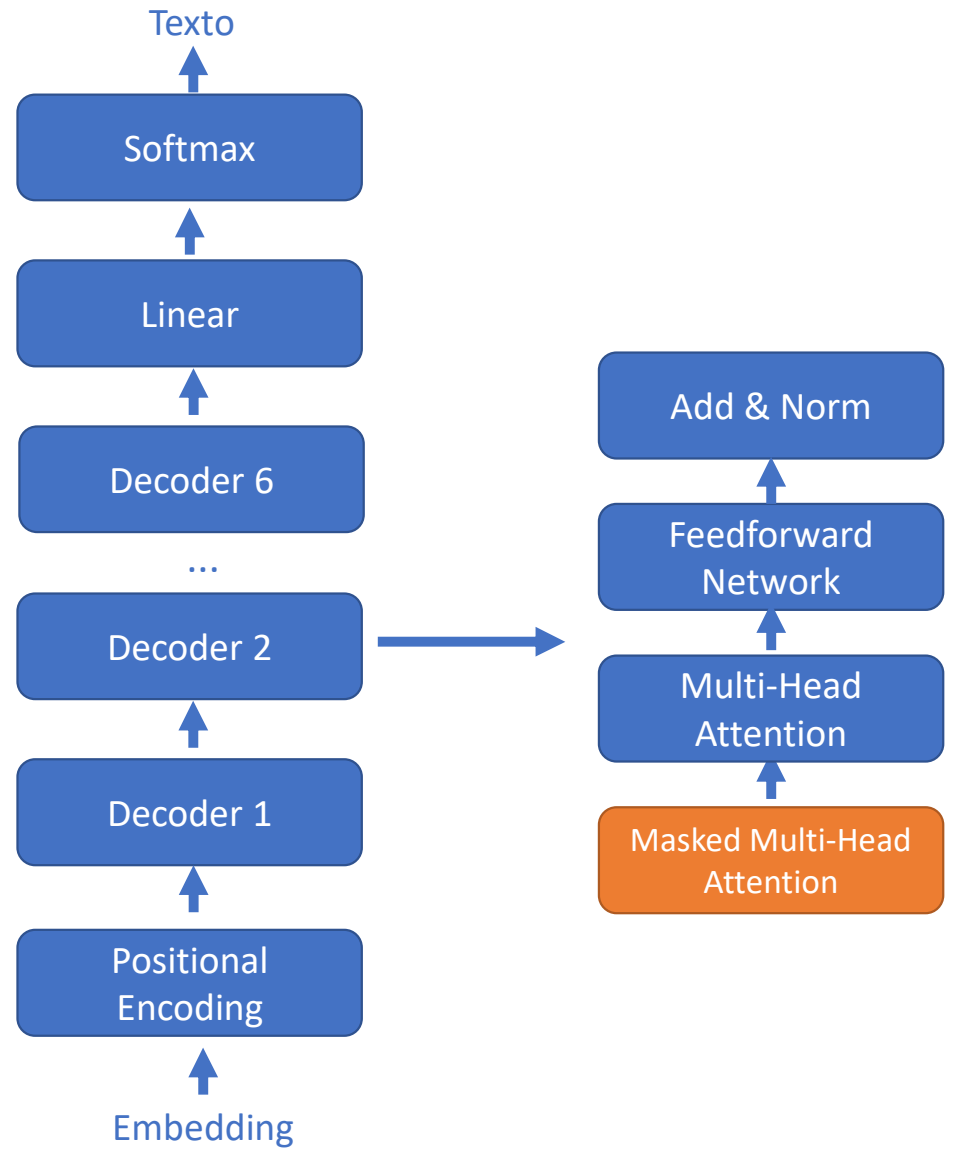 Texto
Softmax
Linear
Decoder 6
...
Decoder 2
Decoder 1
Positional
Encoding
Embedding
Add & Norm
Feedforward
Network
Multi-Head
Attention
Masked Multi-Head
Attention